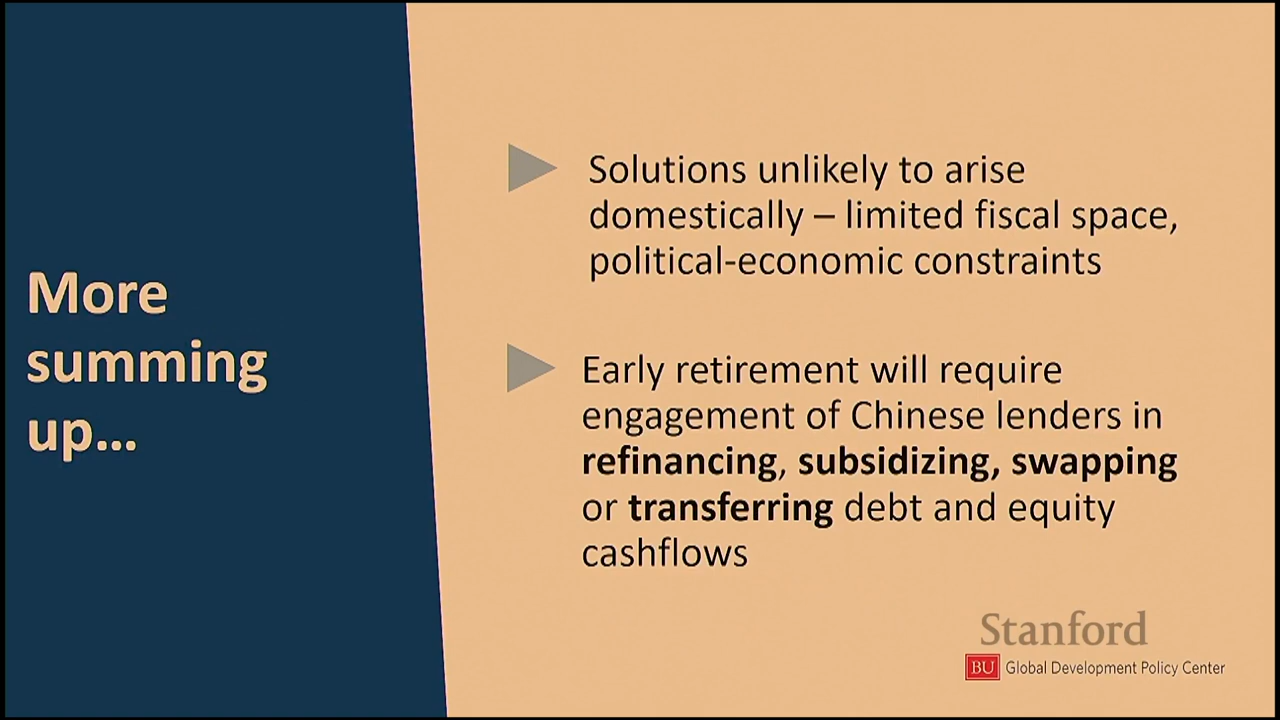 More
summing
up...
Solutions unlikely to arise
domestically – limited fiscal space,
political-economic constraints
Early retirement will require
engagement of Chinese lenders in
refinancing, subsidizing, swapping
or transferring debt and equity
cashflows
Stanford
BU Global Development Policy Center